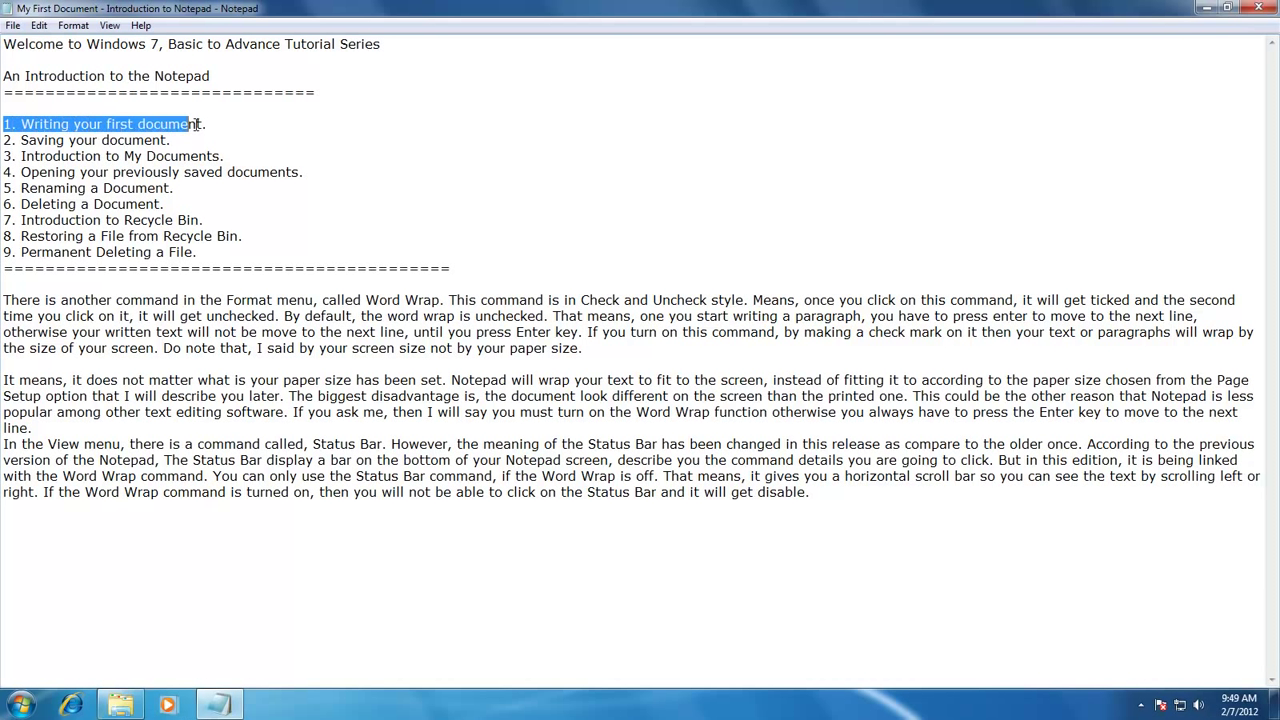 My First Document - Introduction to Notepad - Notepad
File Edit Format View Help
Welcome to Windows 7, Basic to Advance Tutorial Series
An Introduction to the Notepad
==============================
1. Writing your first document.
2. Saving your document.
3. Introduction to My Documents.
4. Opening your previously saved documents.
5. Renaming a Document.
6. Deleting a Document.
7. Introduction to Recycle Bin.
8. Restoring a File from Recycle Bin.
9. Permanent Deleting a File.
===========================================
There is another command in the Format menu, called Word Wrap. This command is in Check and Uncheck style. Means, once you click on this command, it will get ticked and the second
time you click on it, it will get unchecked. By default, the word wrap is unchecked. That means, one you start writing a paragraph, you have to press enter to move to the next line,
otherwise your written text will not be move to the next line, until you press Enter key. If you turn on this command, by making a check mark on it then your text or paragraphs will wrap by
the size of your screen. Do note that, I said by your screen size not by your paper size.
It means, it does not matter what is your paper size has been set. Notepad will wrap your text to fit to the screen, instead of fitting it to according to the paper size chosen from the Page
Setup option that I will describe you later. The biggest disadvantage is, the document look different on the screen than the printed one. This could be the other reason that Notepad is less
popular among other text editing software. If you ask me, then I will say you must turn on the Word Wrap function otherwise you always have to press the Enter key to move to the next
line.
In the View menu, there is a command called, Status Bar. However, the meaning of the Status Bar has been changed in this release as compare to the older once. According to the previous
version of the Notepad, The Status Bar display a bar on the bottom of your Notepad screen, describe you the command details you are going to click. But in this edition, it is being linked
with the Word Wrap command. You can only use the Status Bar command, if the Word Wrap is off. That means, it gives you a horizontal scroll bar so you can see the text by scrolling left or
right. If the Word Wrap command is turned on, then you will not be able to click on the Status Bar and it will get disable.
9:49 AM
2/7/2012